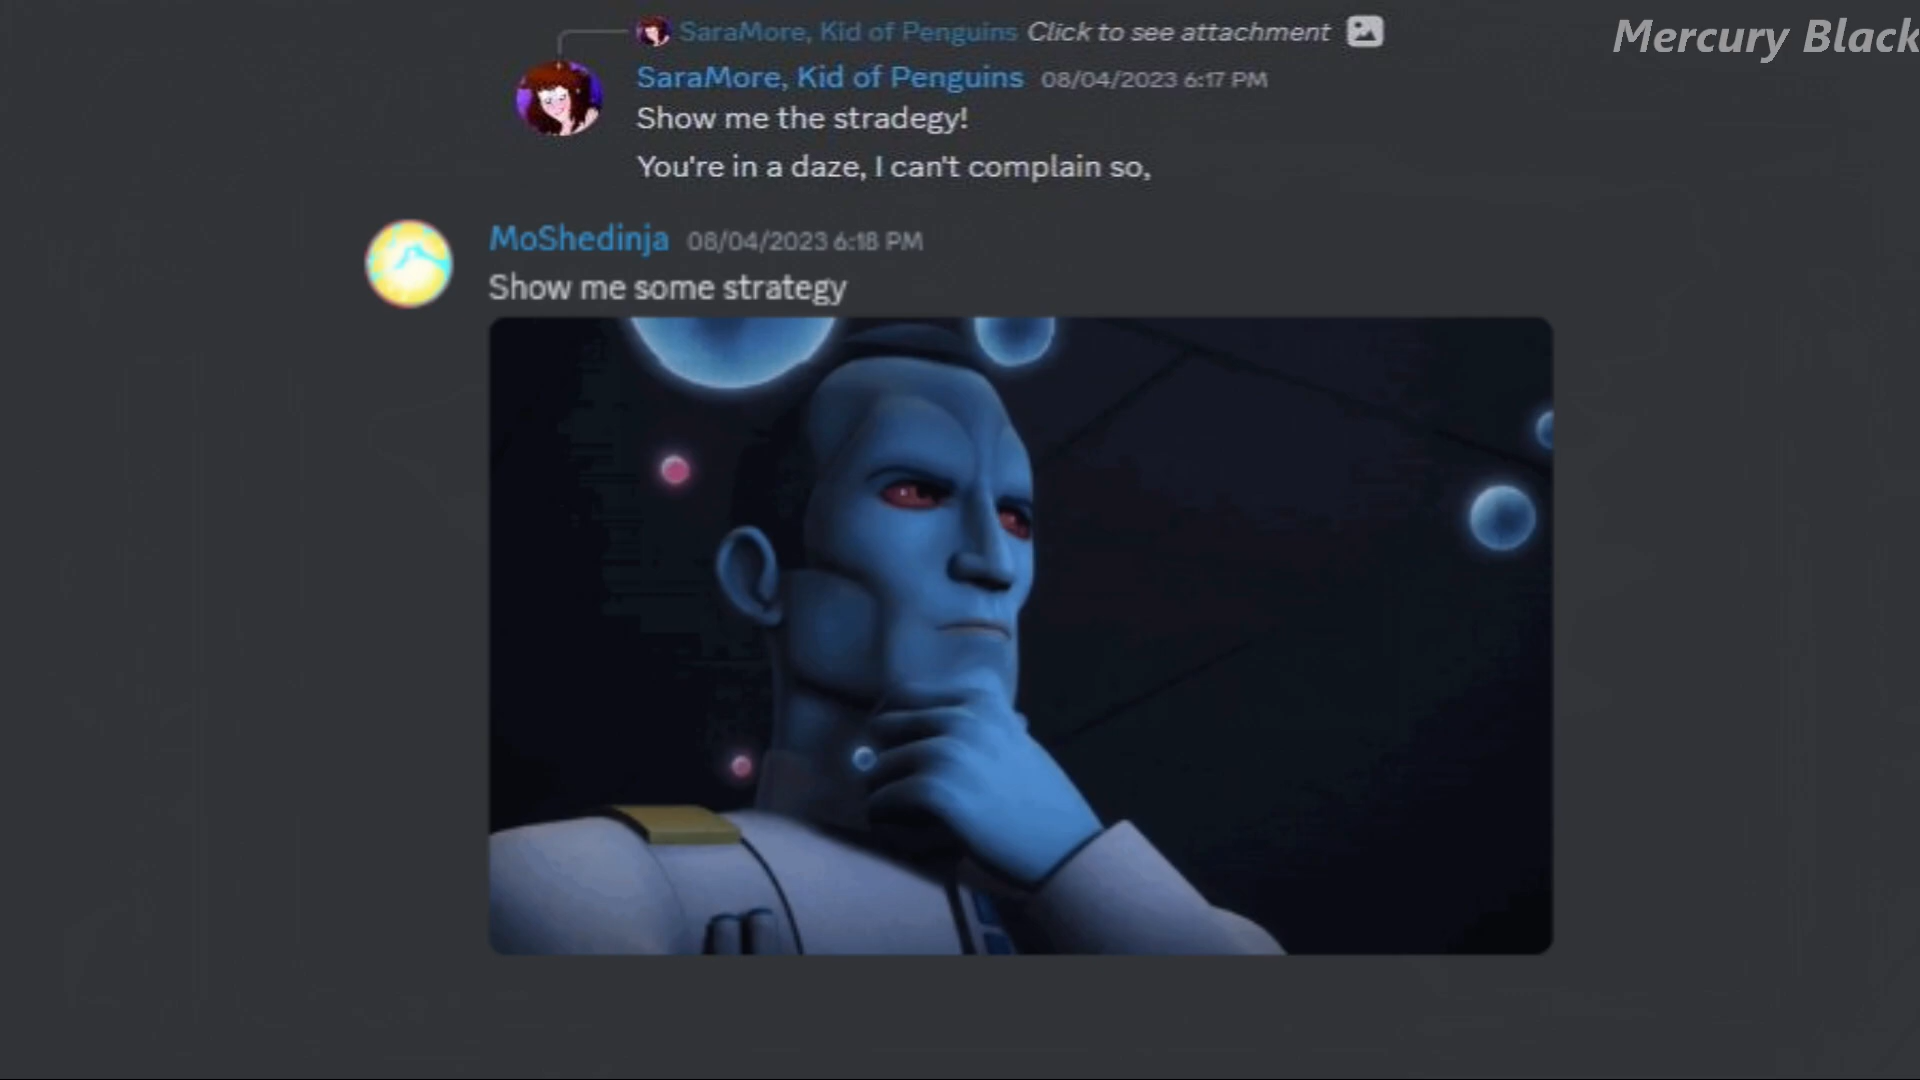 SaraMore, Kid of Penguins Click to see attachment
Mercury Black
SaraMore, Kid of Penguins 08/04/2023 6:17 PM
Show me the stradegy!
You're in a daze, I can't complain so,
MoShedinja 08/04/2023 6:18 PM
Show me some strategy